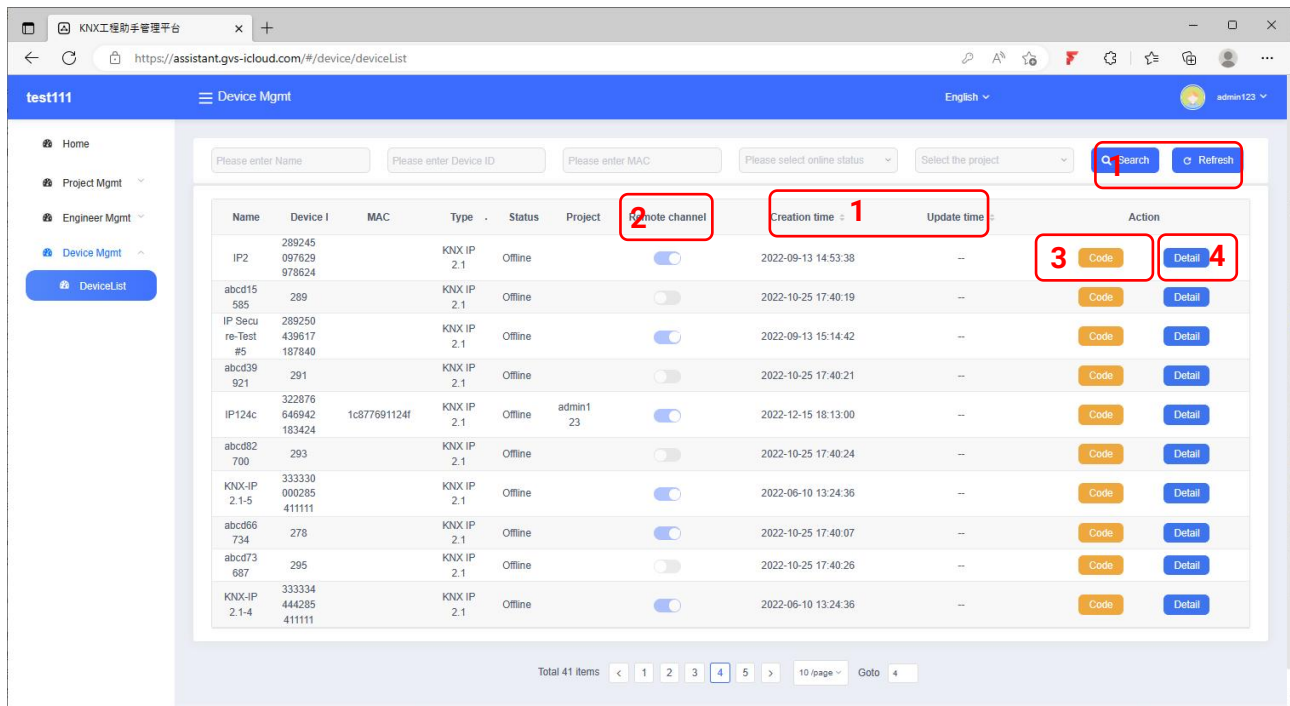 KNX工程助手管理平台
https://assistant.gvs-icloud.com/#/device/deviceList
test111 Device Mgmt English admin123
Home
Project Mgmt
Engineer Mgmt
Device Mgmt
DeviceList
Please enter Name Please enter Device ID Please enter MAC Please select online status Select the project Search Refresh
1
Name Device I MAC Type Status Project Remote channel Creation time Update time Action
2 1
IP2 289245 097629 978624 KNX IP 2.1 Offline 2022-09-13 14:53:38 -- Code Detail
3 4
abcd15 585 289 KNX IP 2.1 Offline 2022-10-25 17:40:19 -- Code Detail
IP Secu re-Test #5 289250 439617 187840 KNX IP 2.1 Offline 2022-09-13 15:14:42 -- Code Detail
abcd39 921 291 KNX IP 2.1 Offline 2022-10-25 17:40:21 -- Code Detail
IP124c 322876 646942 183424 1c877691124f KNX IP 2.1 Offline admin1 23 2022-12-15 18:13:00 -- Code Detail
abcd82 700 293 KNX IP 2.1 Offline 2022-10-25 17:40:24 -- Code Detail
KNX-IP 2.1-5 333330 000285 411111 KNX IP 2.1 Offline 2022-06-10 13:24:36 -- Code Detail
abcd66 734 278 KNX IP 2.1 Offline 2022-10-25 17:40:07 -- Code Detail
abcd73 687 295 KNX IP 2.1 Offline 2022-10-25 17:40:26 -- Code Detail
KNX-IP 2.1-4 333334 444285 411111 KNX IP 2.1 Offline 2022-06-10 13:24:36 -- Code Detail
Total 41 items < 1 2 3 4 5 > 10 /page Goto 4